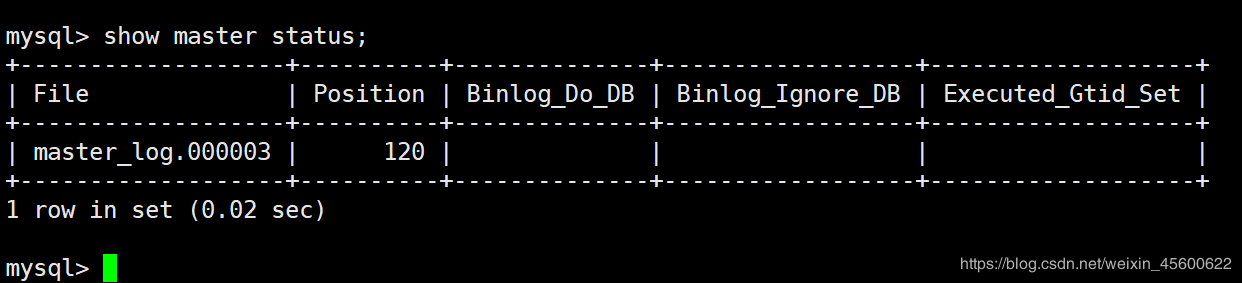 mysql> show master status;
+-------------------+----------+--------------+------------------+-------------------+
| File              | Position | Binlog_Do_DB | Binlog_Ignore_DB | Executed_Gtid_Set |
+-------------------+----------+--------------+------------------+-------------------+
| master_log.000003 |      120 |              |                  |                   |
+-------------------+----------+--------------+------------------+-------------------+
1 row in set (0.02 sec)
mysql>
https://blog.csdn.net/weixin_45600622